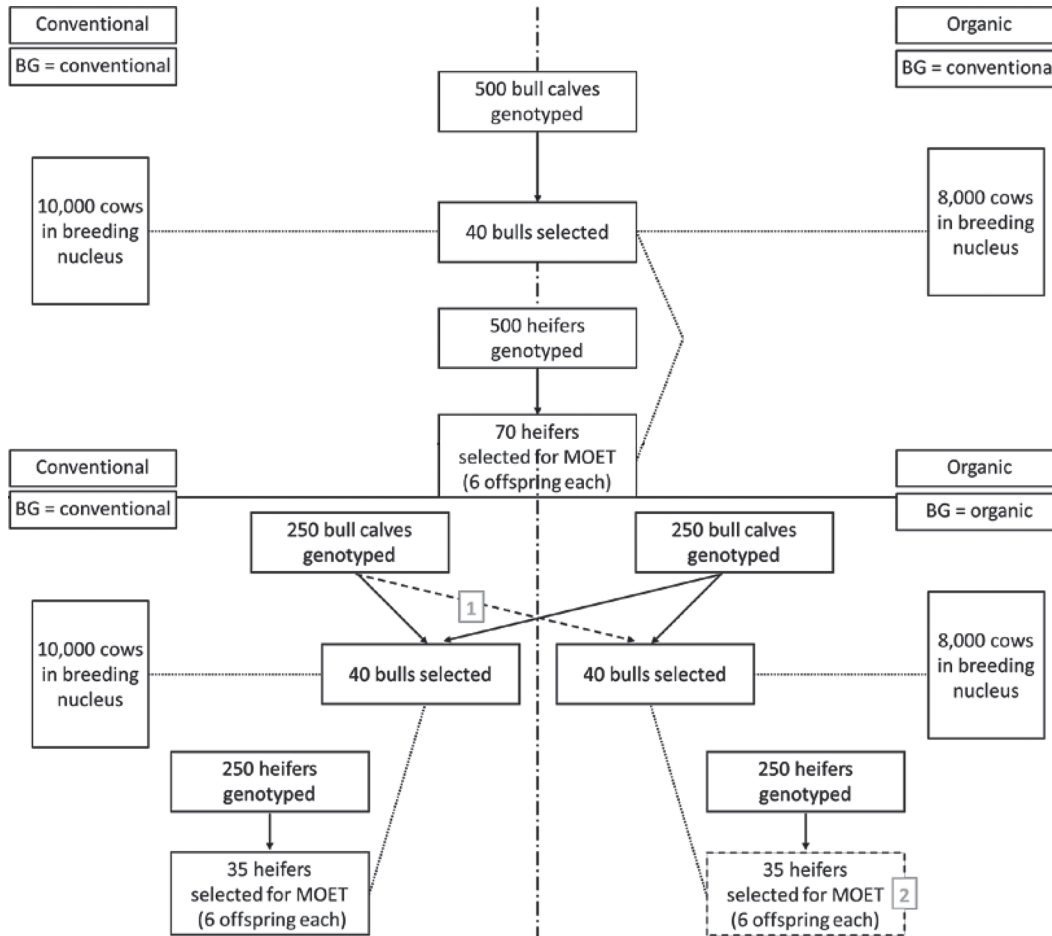 Conventional
BG = conventional
Organic
BG = conventiona
500 bull calves
genotyped
10,000 cows
in breeding
nucleus
40 bulls selected
8,000 cows
in breeding
nucleus
500 heifers
genotyped
70 heifers
selected for MOET
(6 offspring each)
Conventional
BG = conventional
Organic
BG = organic
250 bull calves
genotyped
250 bull calves
genotyped
1
10,000 cows
in breeding
nucleus
40 bulls selected
40 bulls selected
8,000 cows
in breeding
nucleus
250 heifers
genotyped
250 heifers
genotyped
35 heifers
selected for MOET
(6 offspring each)
35 heifers
selected for MOET
(6 offspring each)
2